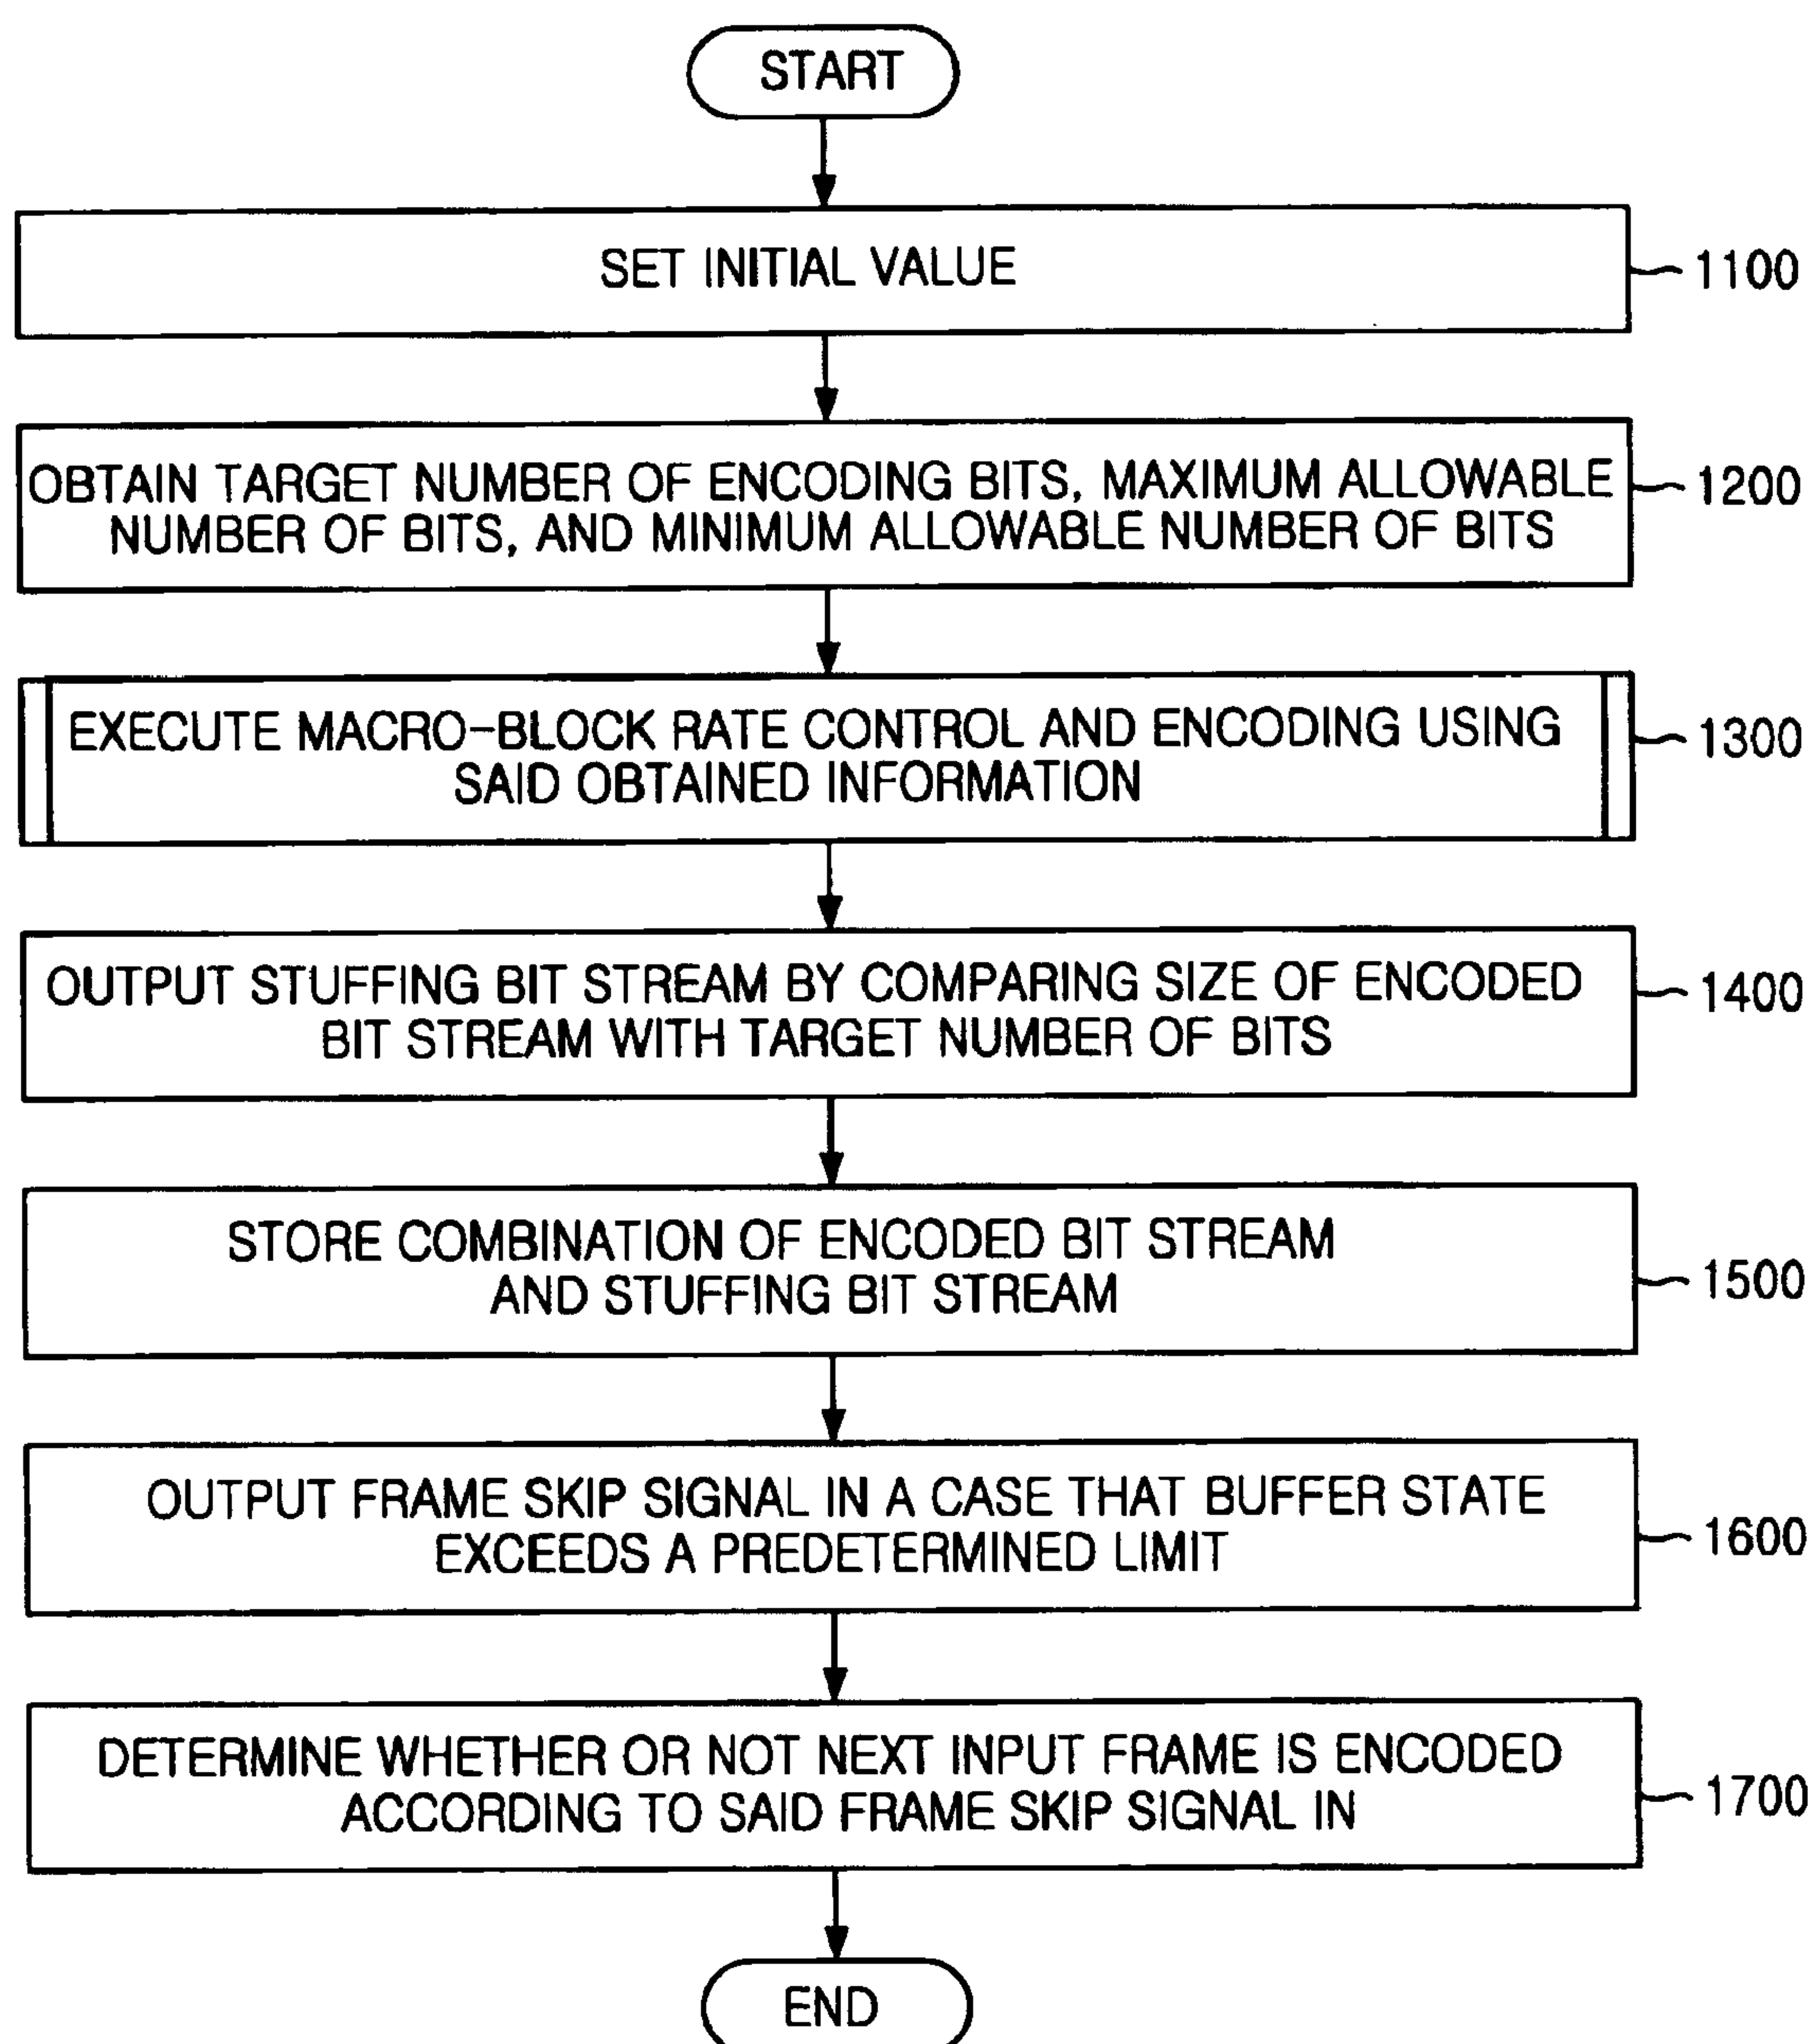 START
SET INITIAL VALUE
1100
OBTAIN TARGET NUMBER OF ENCODING BITS, MAXIMUM ALLOWABLE
NUMBER OF BITS, AND MINIMUM ALLOWABLE NUMBER OF BITS
1200
EXECUTE MACRO-BLOCK RATE CONTROL AND ENCODING USING
SAID OBTAINED INFORMATION
1300
OUTPUT STUFFING BIT STREAM BY COMPARING SIZE OF ENCODED
BIT STREAM WITH TARGET NUMBER OF BITS
1400
STORE COMBINATION OF ENCODED BIT STREAM
AND STUFFING BIT STREAM
1500
OUTPUT FRAME SKIP SIGNAL IN A CASE THAT BUFFER STATE
EXCEEDS A PREDETERMINED LIMIT
1600
DETERMINE WHETHER OR NOT NEXT INPUT FRAME IS ENCODED
ACCORDING TO SAID FRAME SKIP SIGNAL IN
1700
END